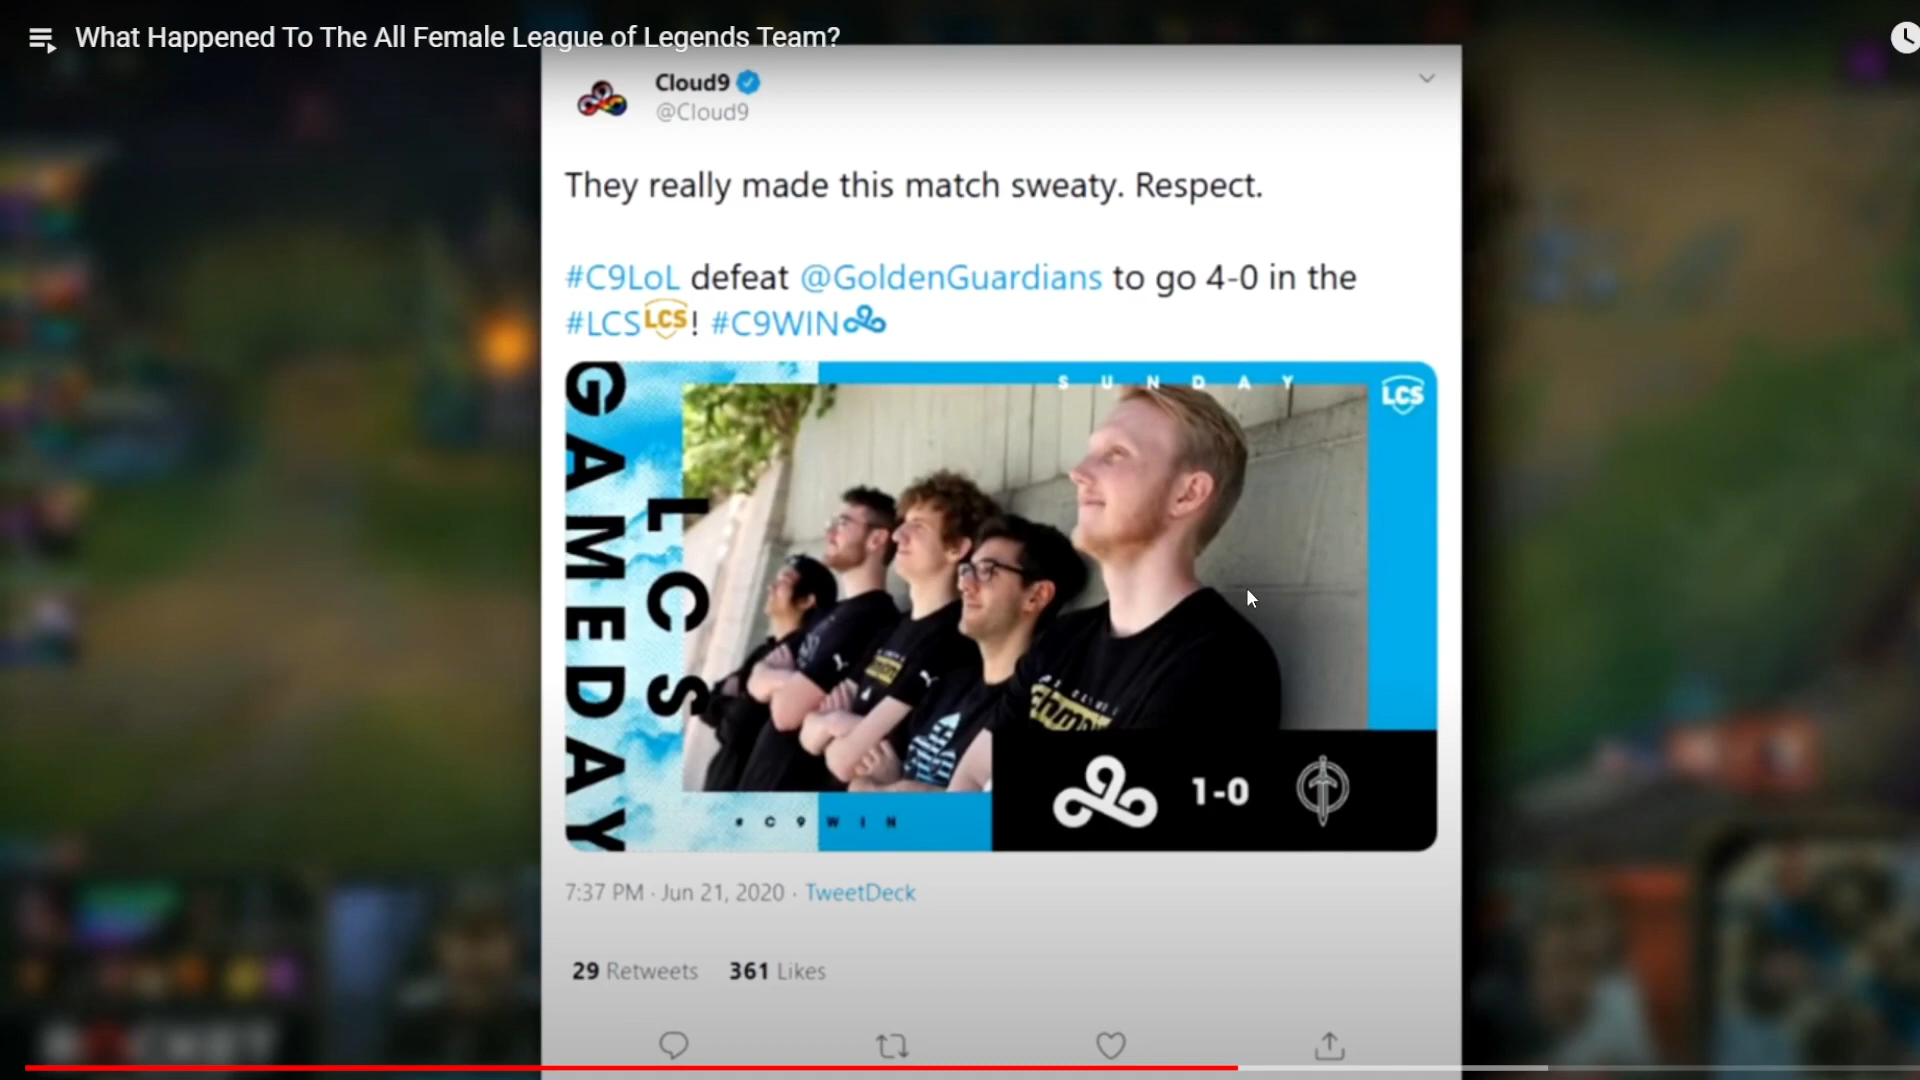 What Happened To The All Female League of Legends Team?
Cloud9
@Cloud9
They really made this match sweaty. Respect.
#C9LoL defeat @GoldenGuardians to go 4-0 in the
#LCS LCS! #C9WIN
SUNDAY
LCS
GAMEDAY
LCS
#C9WIN
1-0
7:37 PM · Jun 21, 2020 · TweetDeck
29 Retweets 361 Likes